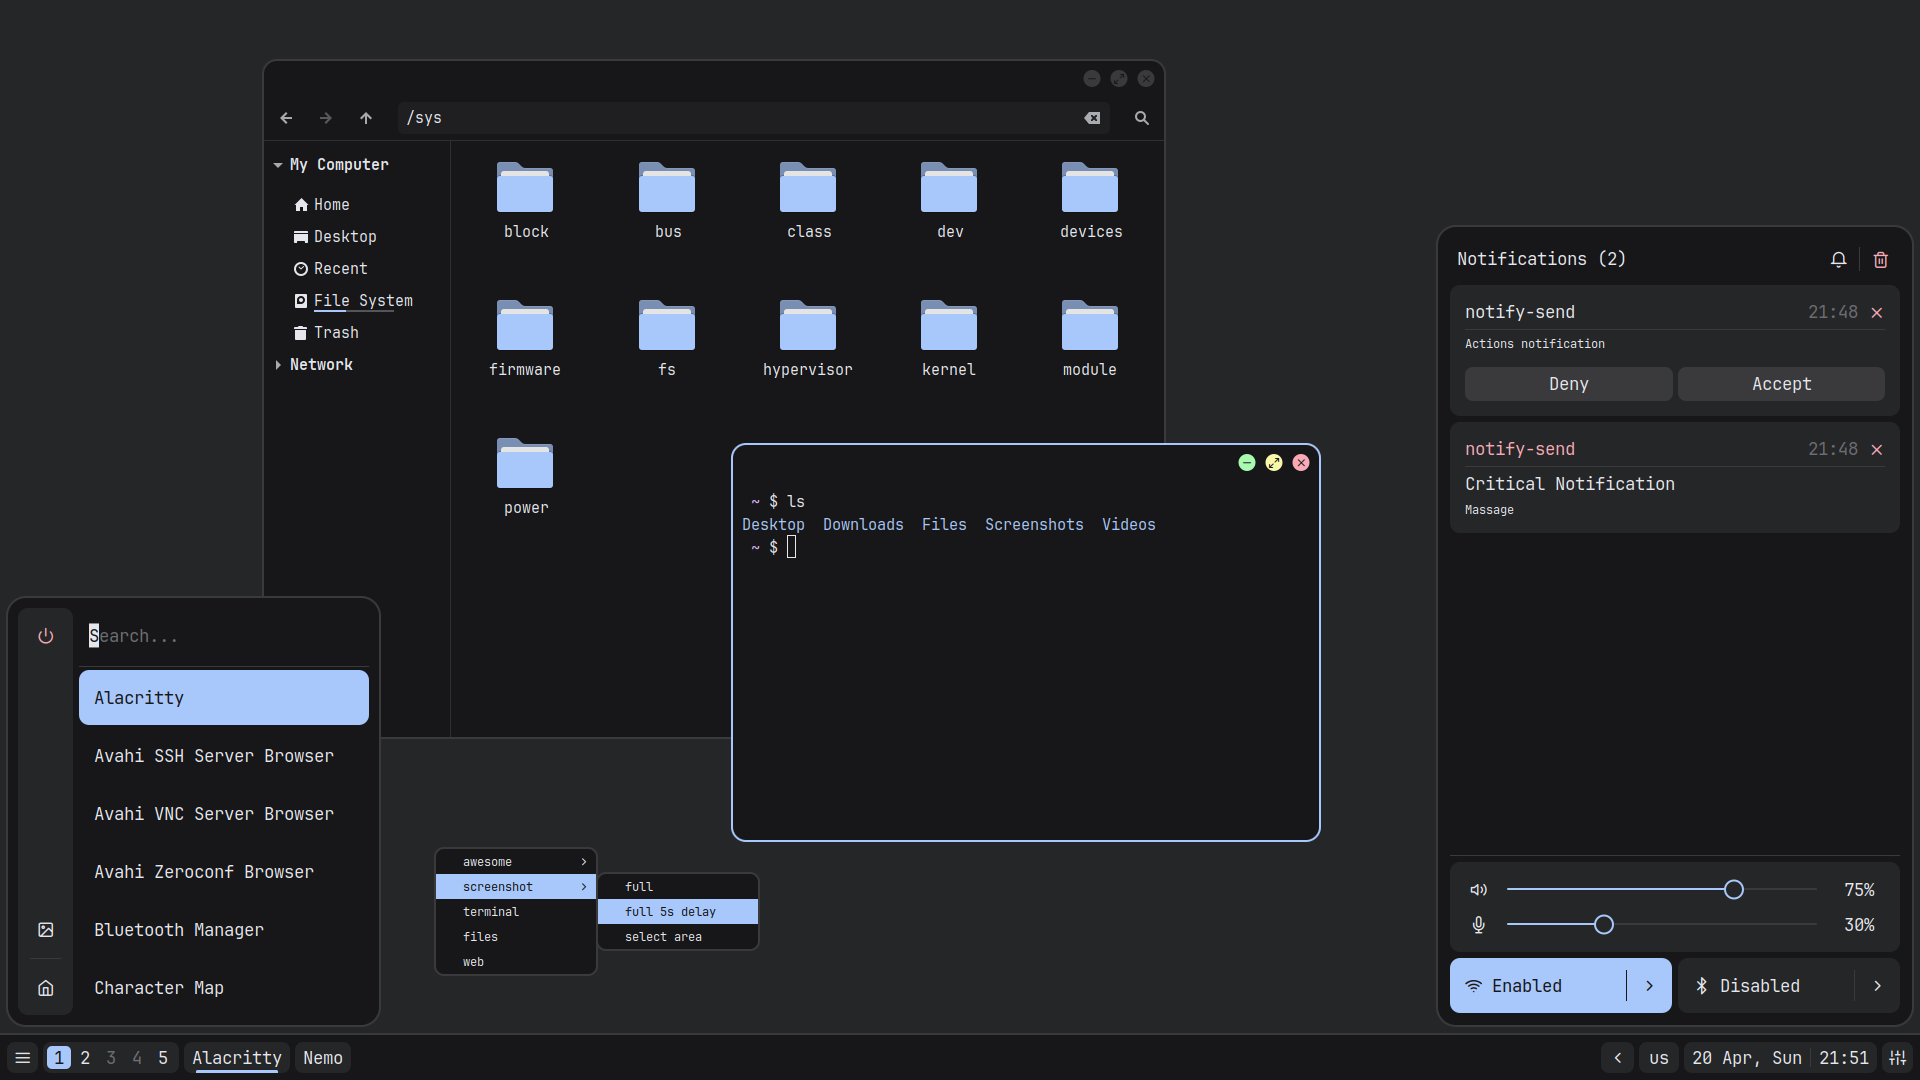 /sys
My Computer
Home
Desktop
Recent
File System
Trash
Network
block bus class dev devices
firmware fs hypervisor kernel module
power
~ $ ls
Desktop Downloads Files Screenshots Videos
~ $
Search...
Alacritty
Avahi SSH Server Browser
Avahi VNC Server Browser
Avahi Zeroconf Browser
Bluetooth Manager
Character Map
awesome
screenshot
terminal
files
web
full
full 5s delay
select area
Notifications (2)
notify-send 21:48
Actions notification
Deny Accept
notify-send 21:48
Critical Notification
Massage
75%
30%
Enabled Disabled
1 2 3 4 5 Alacritty Nemo us 20 Apr, Sun 21:51